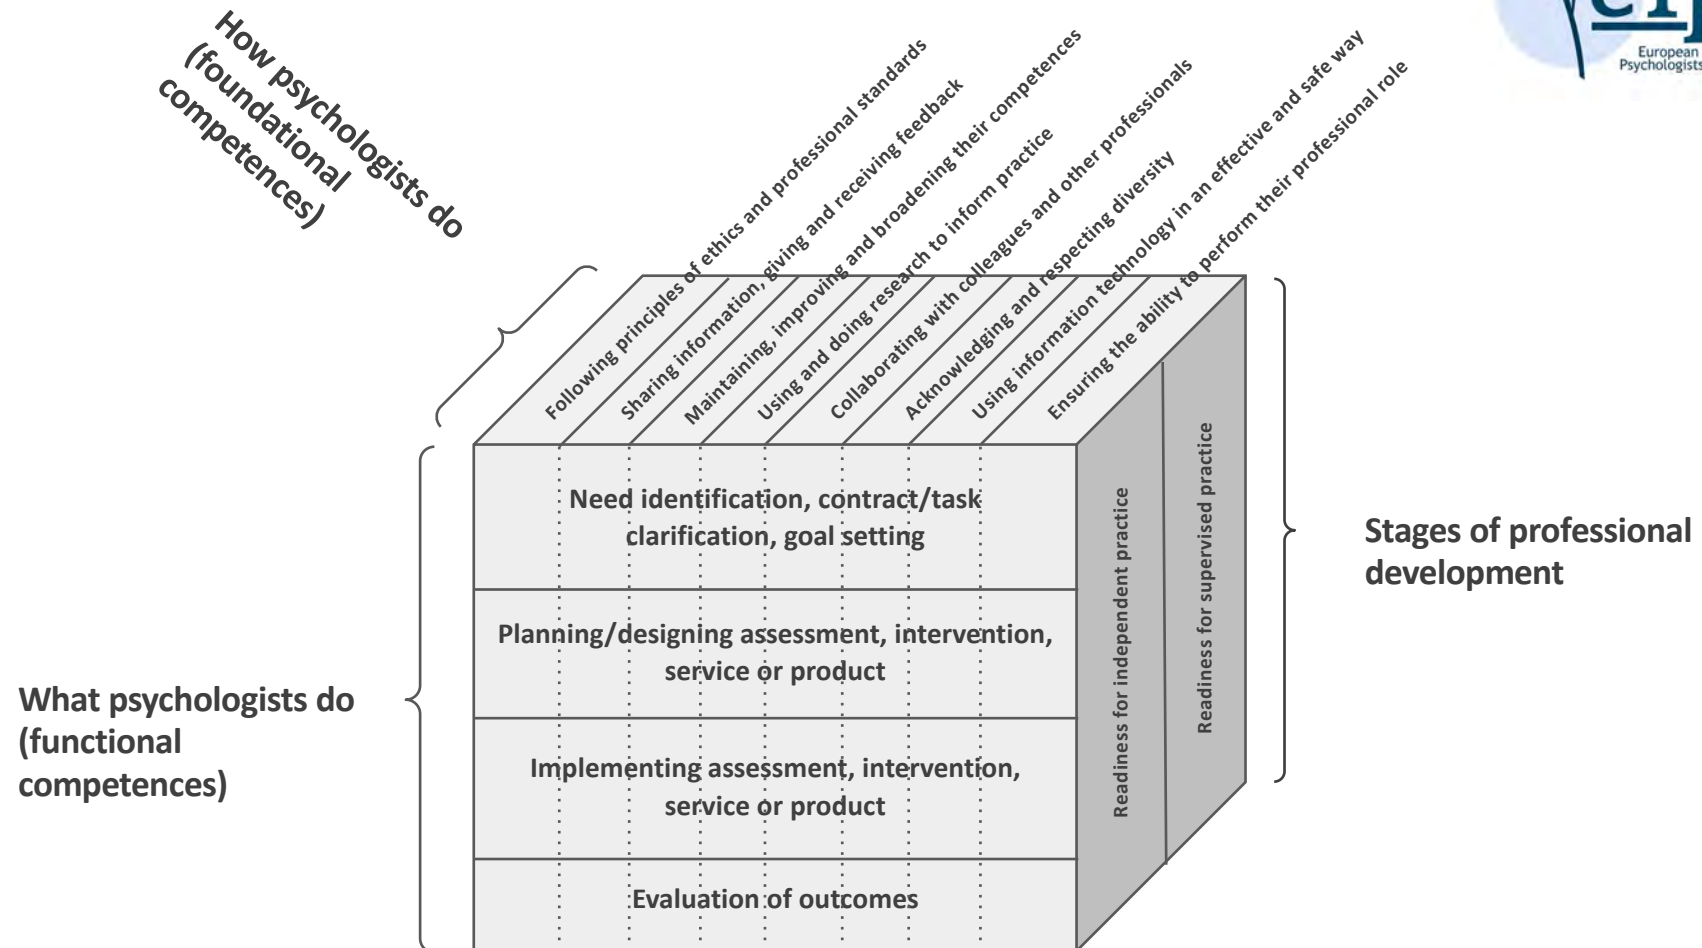 How psychologists do
(foundational
competences)
European
Psychologists
Following principles of ethics and professional standards
Sharing information, giving and receiving feedback
Maintaining, improving and broadening their competences
Using and doing research to inform practice
Collaborating with colleagues and other professionals
Acknowledging and respecting diversity
Using information technology in an effective and safe way
Ensuring the ability to perform their professional role
Need identification, contract/task
clarification, goal setting
Planning/designing assessment, intervention,
service or product
Implementing assessment, intervention,
service or product
Evaluation of outcomes
Readiness for independent practice
Readiness for supervised practice
Stages of professional
development
What psychologists do
(functional
competences)